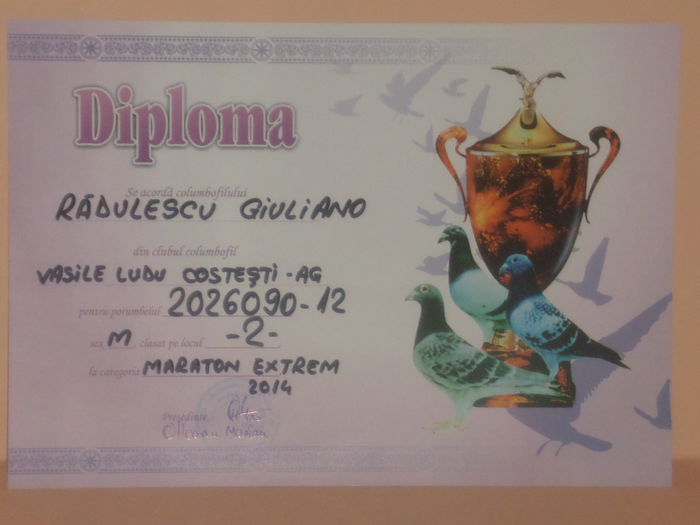 Diploma
Se acordă columbofilului
RĂDULESCU GIULIANO
din clubul columbofil
VASILE LUDU COSTEȘTI - AG
pentru porumbelul 2026090-12
sex M, clasat pe locul -2-
la categoria MARATON EXTREM
2014
Președinte,